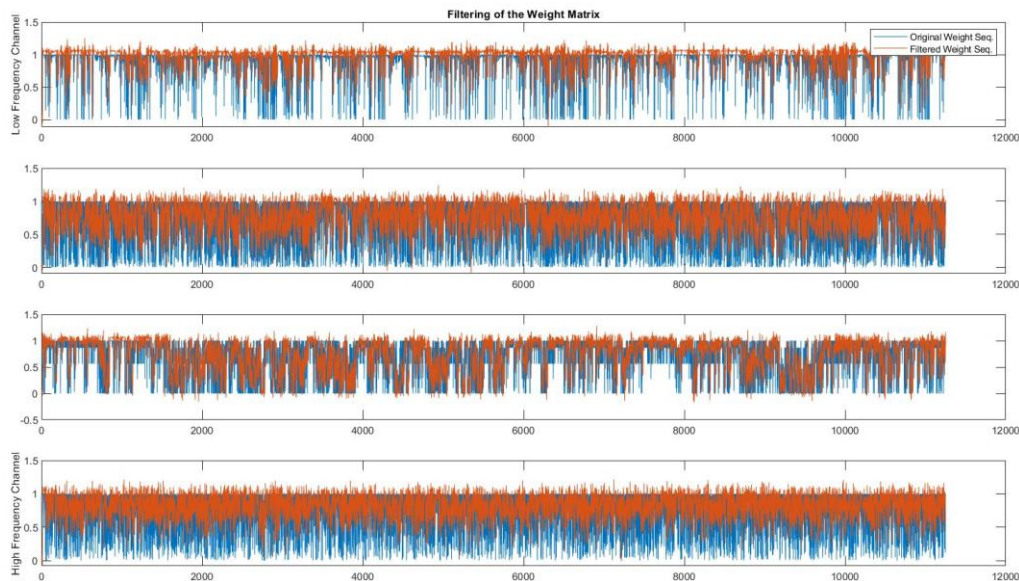 Filtering of the Weight Matrix
Original Weight Seq.
Filtered Weight Seq.
Low Frequency Channel
1.5
1
0.5
0
0 2000 4000 6000 8000 10000 12000
1.5
1
0.5
0
0 2000 4000 6000 8000 10000 12000
1.5
1
0.5
0
-0.5
0 2000 4000 6000 8000 10000 12000
High Frequency Channel
1.5
1
0.5
0
0 2000 4000 6000 8000 10000 12000